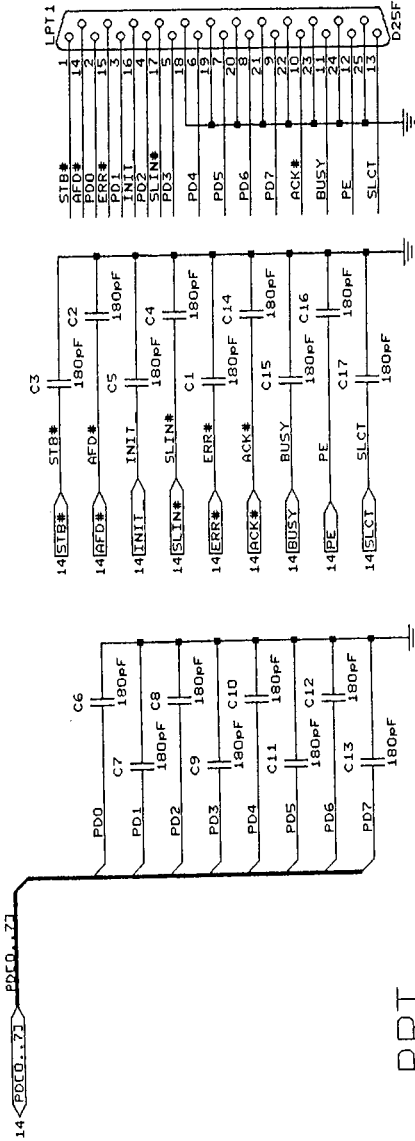 14 PD[0..7]
PD[0..7]
PD0 C6 180pF
PD1 C7 180pF
PD2 C8 180pF
PD3 C9 180pF
PD4 C10 180pF
PD5 C11 180pF
PD6 C12 180pF
PD7 C13 180pF
14 STB# STB# C3 180pF
14 AFD# AFD# C2 180pF
14 INIT INIT C5 180pF
14 SLIN# SLIN# C4 180pF
14 ERR# ERR# C1 180pF
14 ACK# ACK# C14 180pF
14 BUSY BUSY C15 180pF
14 PE PE C16 180pF
14 SLCT SLCT C17 180pF
LPT1
STB# 1
AFD# 14
PD0 2
ERR# 15
PD1 3
INIT 16
PD2 4
SLIN# 17
PD3 5
18
PD4 6
19
PD5 7
20
PD6 8
21
PD7 9
22
ACK# 10
23
BUSY 11
24
PE 12
25
SLCT 13
D25F
DDT